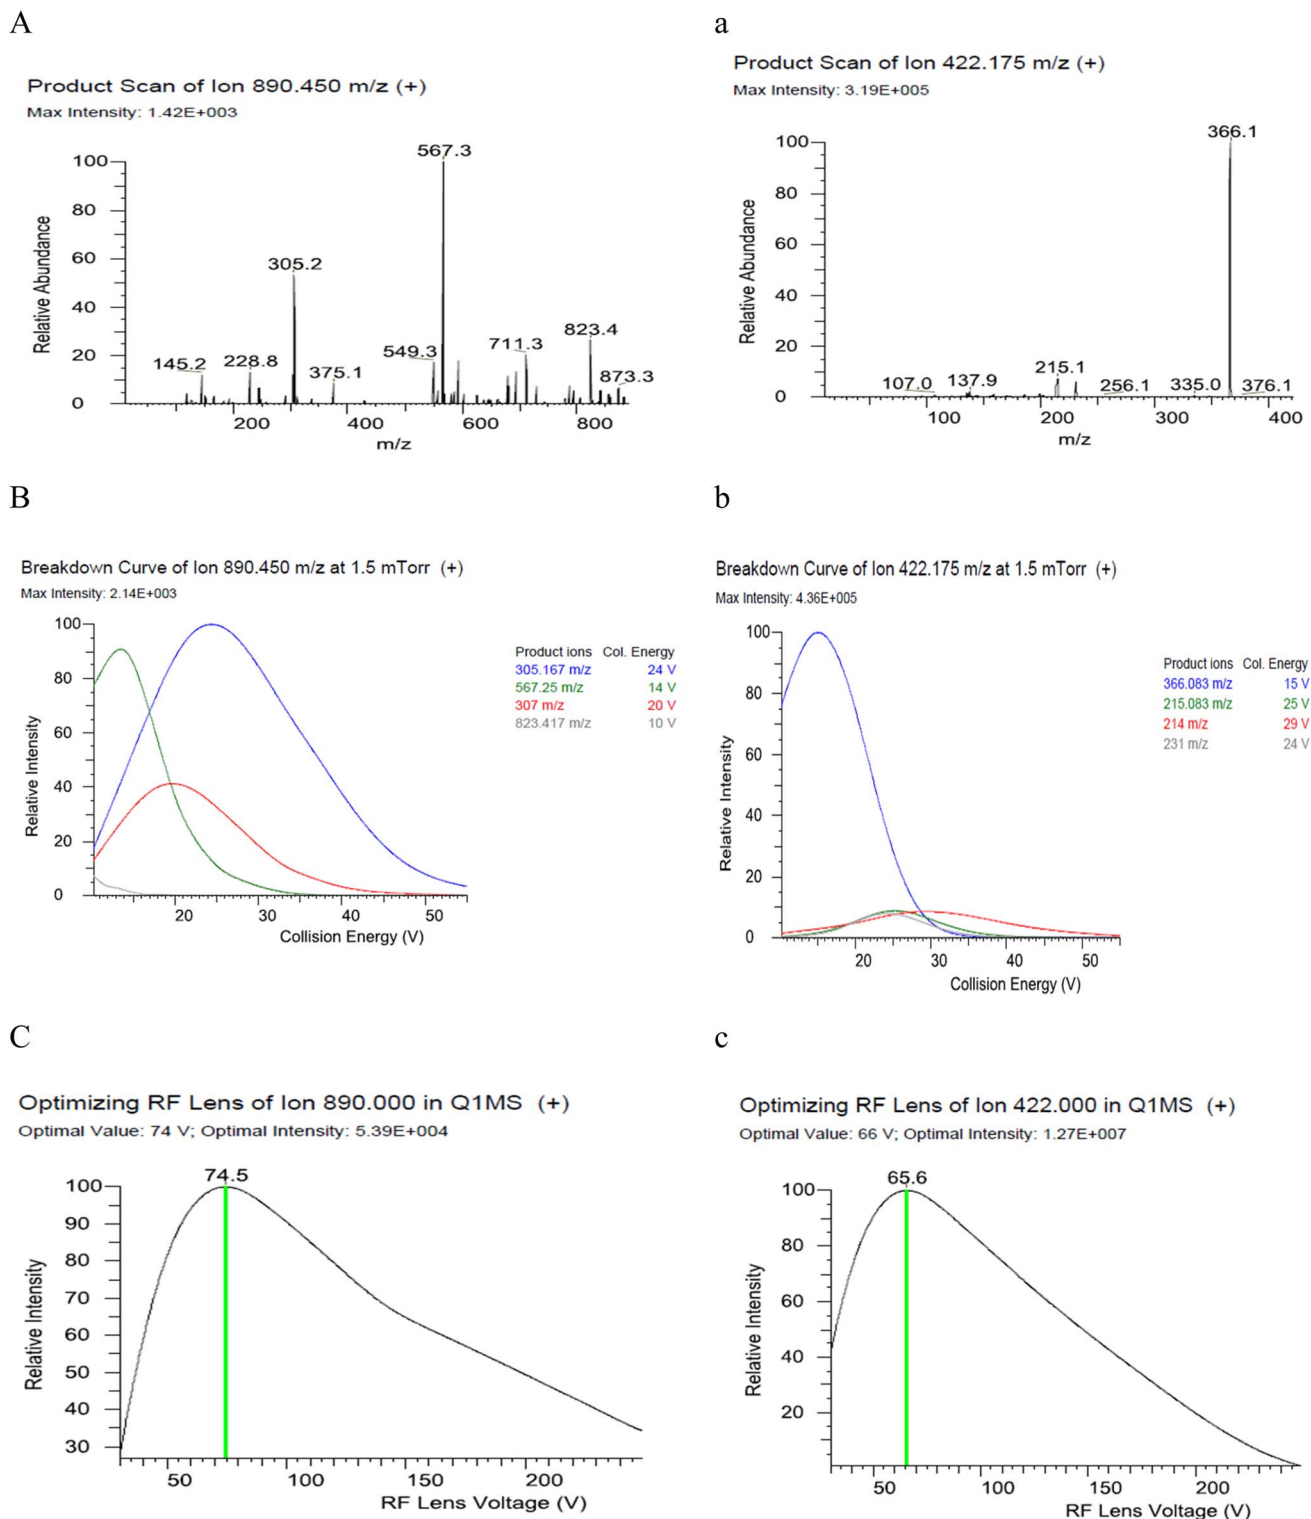 A
Product Scan of Ion 890.450 m/z (+)
Max Intensity: 1.42E+003
Relative Abundance
100
80
60
40
20
0
567.3
305.2
145.2
228.8
375.1
549.3
711.3
823.4
873.3
200
400
600
800
m/z
a
Product Scan of Ion 422.175 m/z (+)
Max Intensity: 3.19E+005
Relative Abundance
100
80
60
40
20
0
366.1
107.0
137.9
215.1
256.1
335.0
376.1
100
200
300
400
m/z
B
Breakdown Curve of Ion 890.450 m/z at 1.5 mTorr (+)
Max Intensity: 2.14E+003
Relative Intensity
100
80
60
40
20
0
20
30
40
50
Collision Energy (V)
Product ions Col. Energy
305.167 m/z 24 V
567.25 m/z 14 V
307 m/z 20 V
823.417 m/z 10 V
b
Breakdown Curve of Ion 422.175 m/z at 1.5 mTorr (+)
Max Intensity: 4.36E+005
Relative Intensity
100
80
60
40
20
0
20
30
40
50
Collision Energy (V)
Product ions Col. Energy
366.083 m/z 15 V
215.083 m/z 25 V
214 m/z 29 V
231 m/z 24 V
C
Optimizing RF Lens of Ion 890.000 in Q1MS (+)
Optimal Value: 74 V; Optimal Intensity: 5.39E+004
Relative Intensity
74.5
100
90
80
70
60
50
40
30
50
100
150
200
RF Lens Voltage (V)
c
Optimizing RF Lens of Ion 422.000 in Q1MS (+)
Optimal Value: 66 V; Optimal Intensity: 1.27E+007
Relative Intensity
65.6
100
80
60
40
20
50
100
150
200
RF Lens Voltage (V)